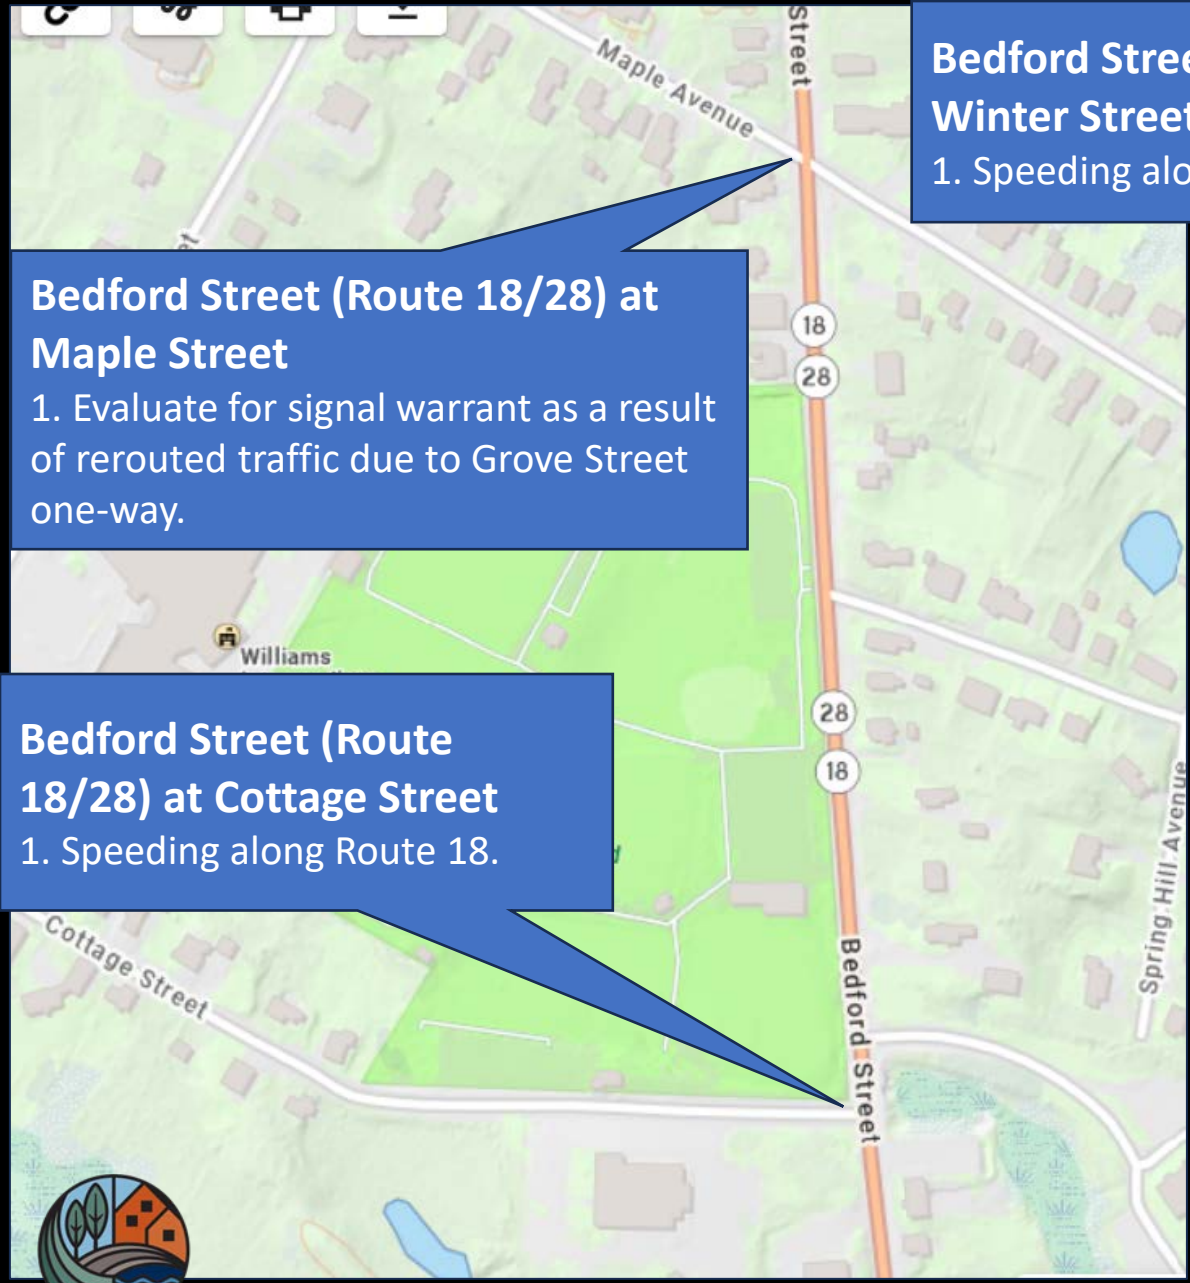 Street
Maple Avenue
Bedford
Winter Street
1. Speeding
Bedford Street (Route 18/28) at
Maple Street
1. Evaluate for signal warrant as a result
of rerouted traffic due to Grove Street
one-way.
18
28
Williams
28
18
Bedford Street (Route
18/28) at Cottage Street
1. Speeding along Route 18.
Spring Hill Avenue
Cottage Street
Bedford Street